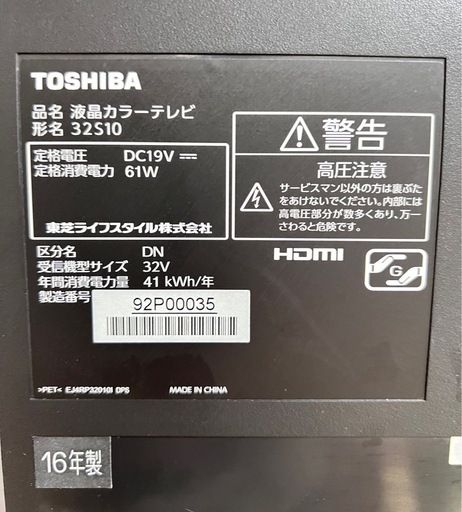 TOSHIBA
品名 液晶カラーテレビ
形名 32S10
定格電圧 DC19V
定格消費電力 61W
東芝ライフスタイル株式会社
区分名 DN
受信機型サイズ 32V
年間消費電力量 41 kWh/年
製造番号
92P00035
>PET< EJ4RP32010I DPS
MADE IN CHINA
警告
高圧注意
サービスマン以外の方は裏ぶた
をあけないでください。内部には
高電圧部分が数多くあり、万一
さわると危険です。
HDMI
G
16年製